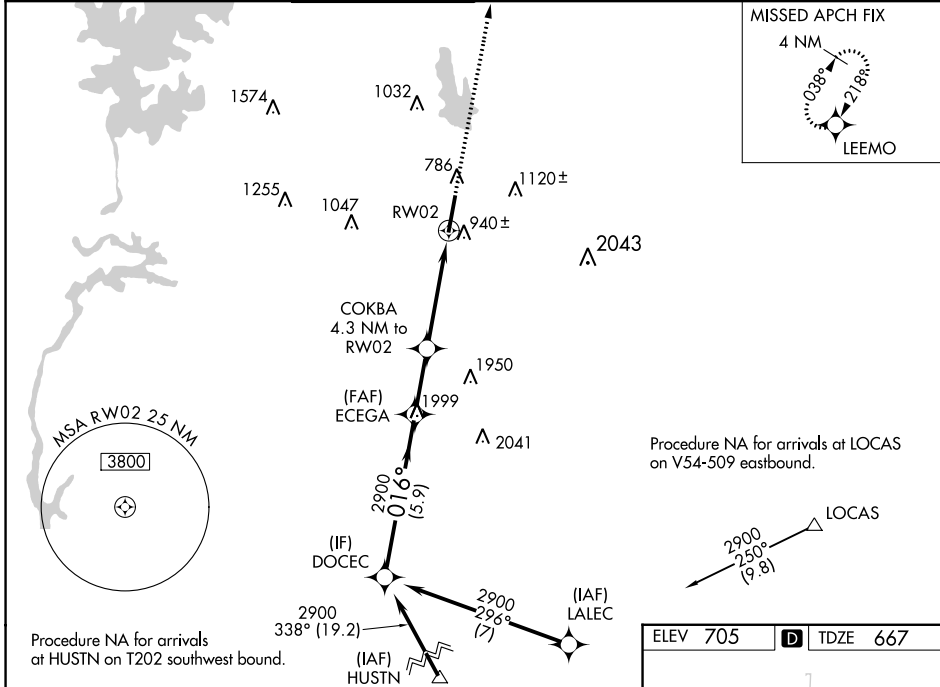 MISSED APCH FIX
4 NM
038°
218°
LEEMO
1574
1032
786
1120±
1255
1047
RW02
940±
2043
COKBA
4.3 NM to
RW02
1950
(FAF)
ECEGA
1999
2041
MSA RW02 25 NM
3800
Procedure NA for arrivals at LOCAS
on V54-509 eastbound.
2900
016°
(5.9)
LOCAS
2900
250°
(9.8)
(IF)
DOCEC
2900
296°
(7)
(IAF)
LALEC
2900
338° (19.2)
Procedure NA for arrivals
at HUSTN on T202 southwest bound.
(IAF)
HUSTN
ELEV 705 D TDZE 667